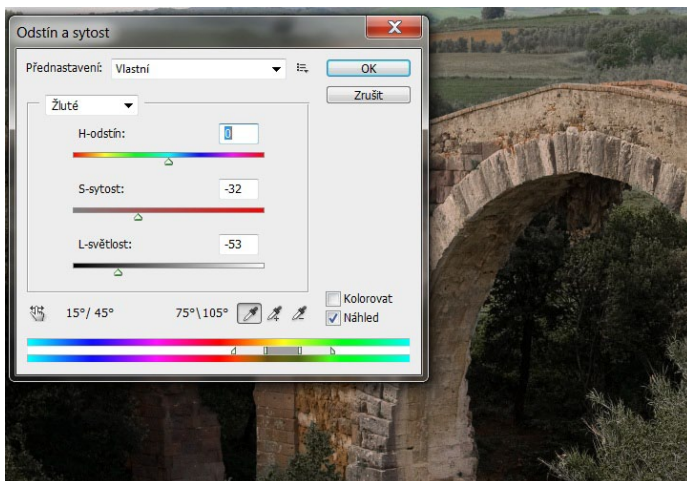 Odstín a sytost
Přednastavení: Vlastní
OK
Zrušit
Žluté
H-odstín: 0
S-sytost: -32
L-světlost: -53
15°/ 45° 75°\105°
Kolorovat
Náhled